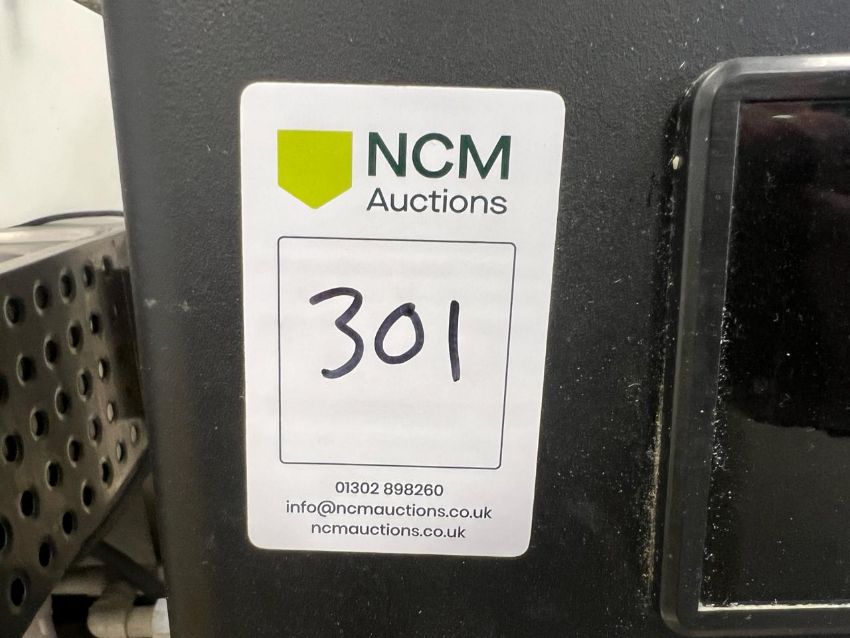 NCM
Auctions
301
01302 898260
info@ncmauctions.co.uk
ncmauctions.co.uk